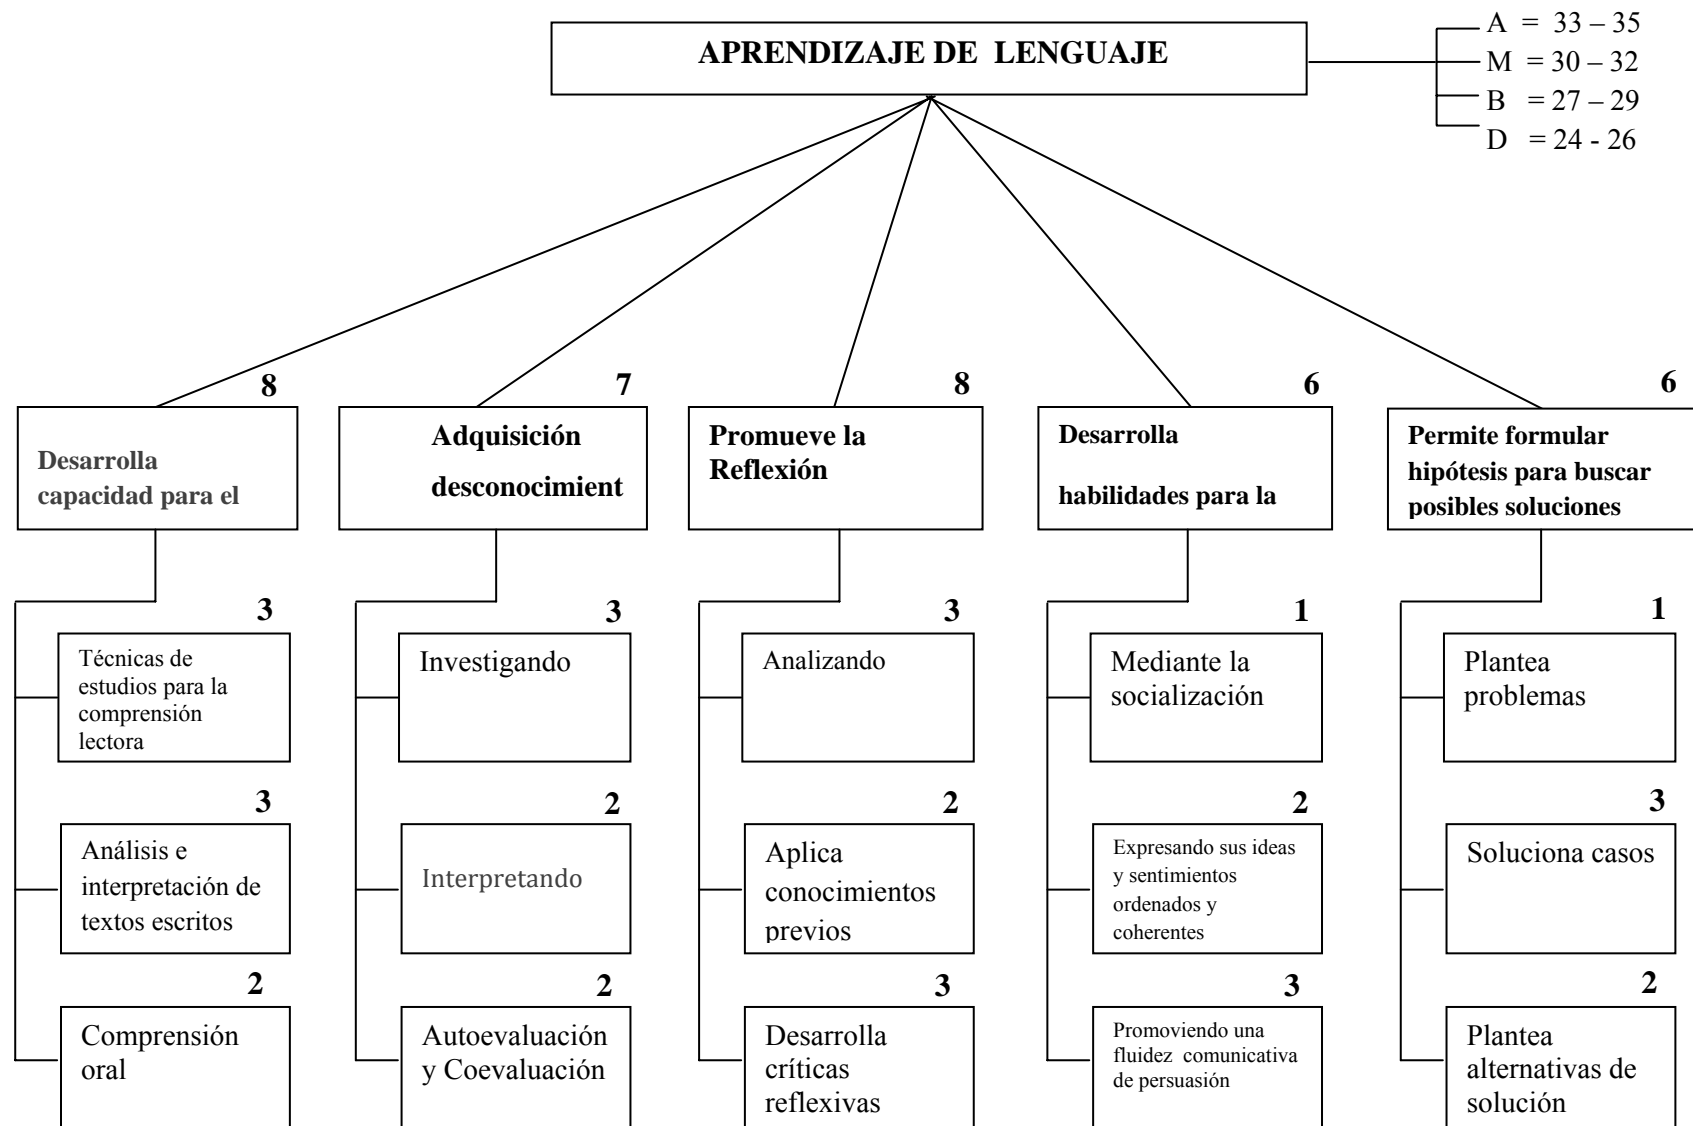 APRENDIZAJE DE LENGUAJE
A = 33 – 35
M = 30 – 32
B = 27 – 29
D = 24 - 26
8
Desarrolla
capacidad para el
7
Adquisición
desconocimient
8
Promueve la
Reflexión
6
Desarrolla
habilidades para la
6
Permite formular
hipótesis para buscar
posibles soluciones
3
Técnicas de
estudios para la
comprensión
lectora
3
Investigando
3
Analizando
1
Mediante la
socialización
1
Plantea
problemas
3
Análisis e
interpretación de
textos escritos
2
Interpretando
2
Aplica
conocimientos
previos
2
Expresando sus ideas
y sentimientos
ordenados y
coherentes
3
Soluciona casos
2
Comprensión
oral
2
Autoevaluación
y Coevaluación
3
Desarrolla
críticas
reflexivas
3
Promoviendo una
fluidez comunicativa
de persuasión
2
Plantea
alternativas de
solución